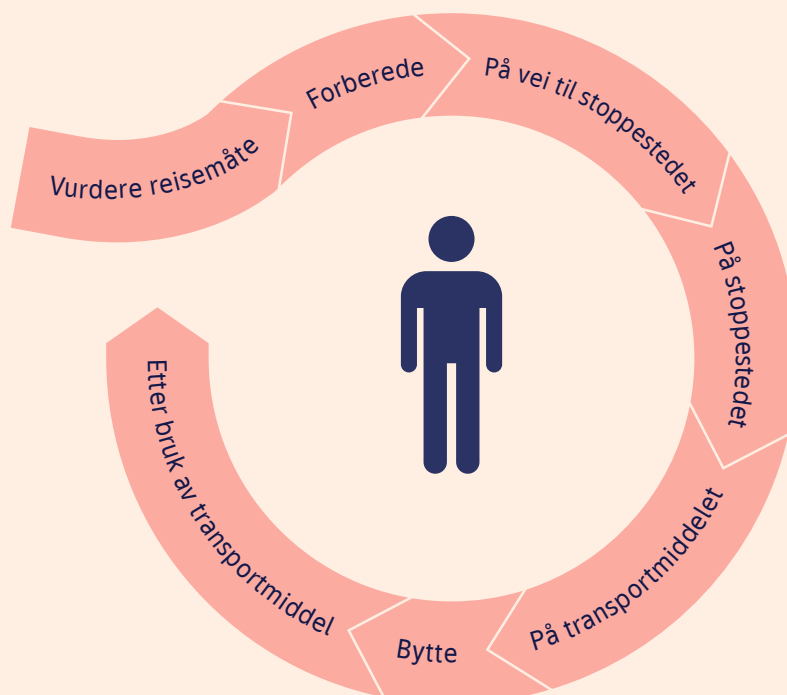 Vurdere reisemåte
Forberede
På vei til stoppestedet
På stoppestedet
På transportmiddelet
Bytte
Etter bruk av transportmiddel